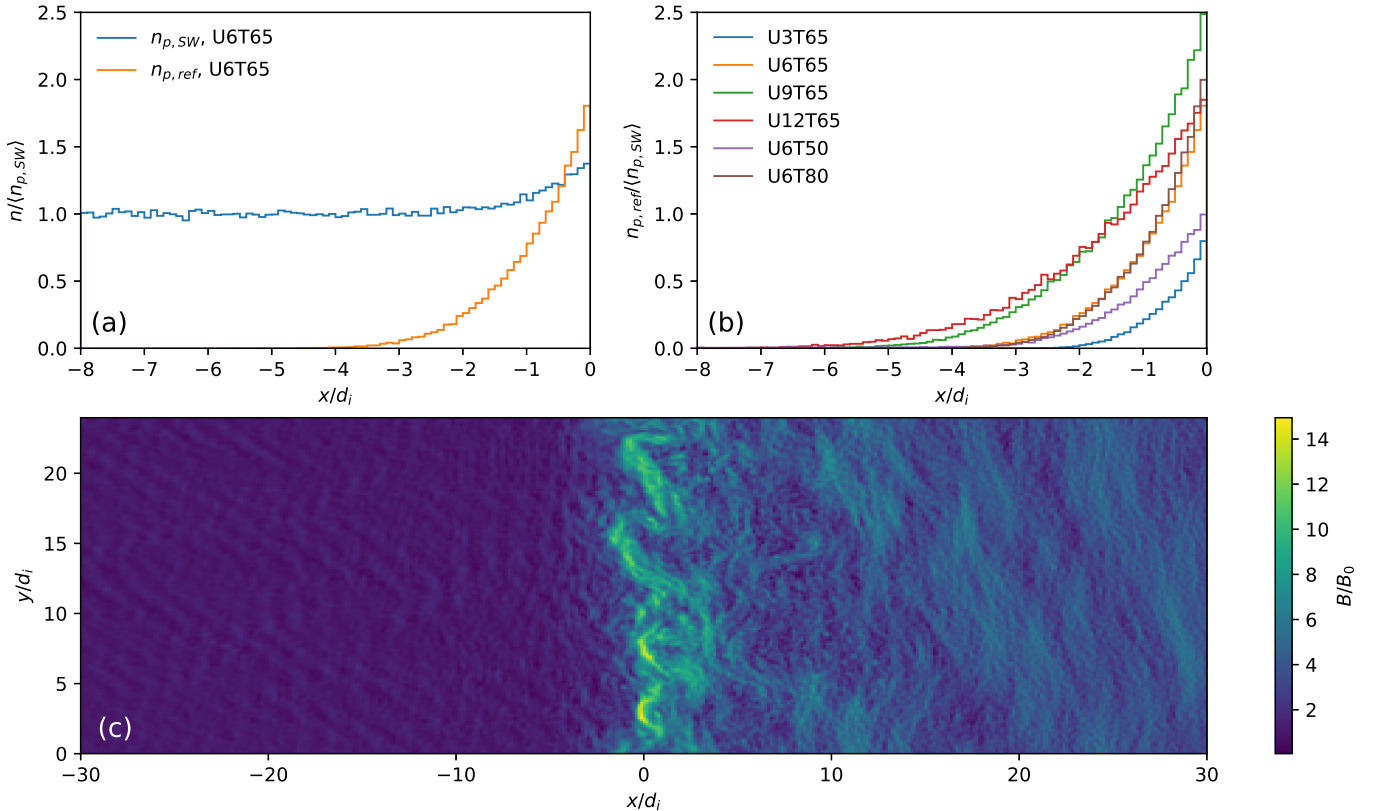 2.5
2.0
1.5
1.0
0.5
0.0
n/⟨n_{p,SW}⟩
n_{p,SW}, U6T65
n_{p,ref}, U6T65
(a)
−8 −7 −6 −5 −4 −3 −2 −1 0
x/d_i
2.5
2.0
1.5
1.0
0.5
0.0
n_{p,ref}/⟨n_{p,SW}⟩
U3T65
U6T65
U9T65
U12T65
U6T50
U6T80
(b)
−8 −7 −6 −5 −4 −3 −2 −1 0
x/d_i
20
15
10
5
0
y/d_i
(c)
−30 −20 −10 0 10 20 30
x/d_i
14
12
10
8
6
4
2
B/B_0